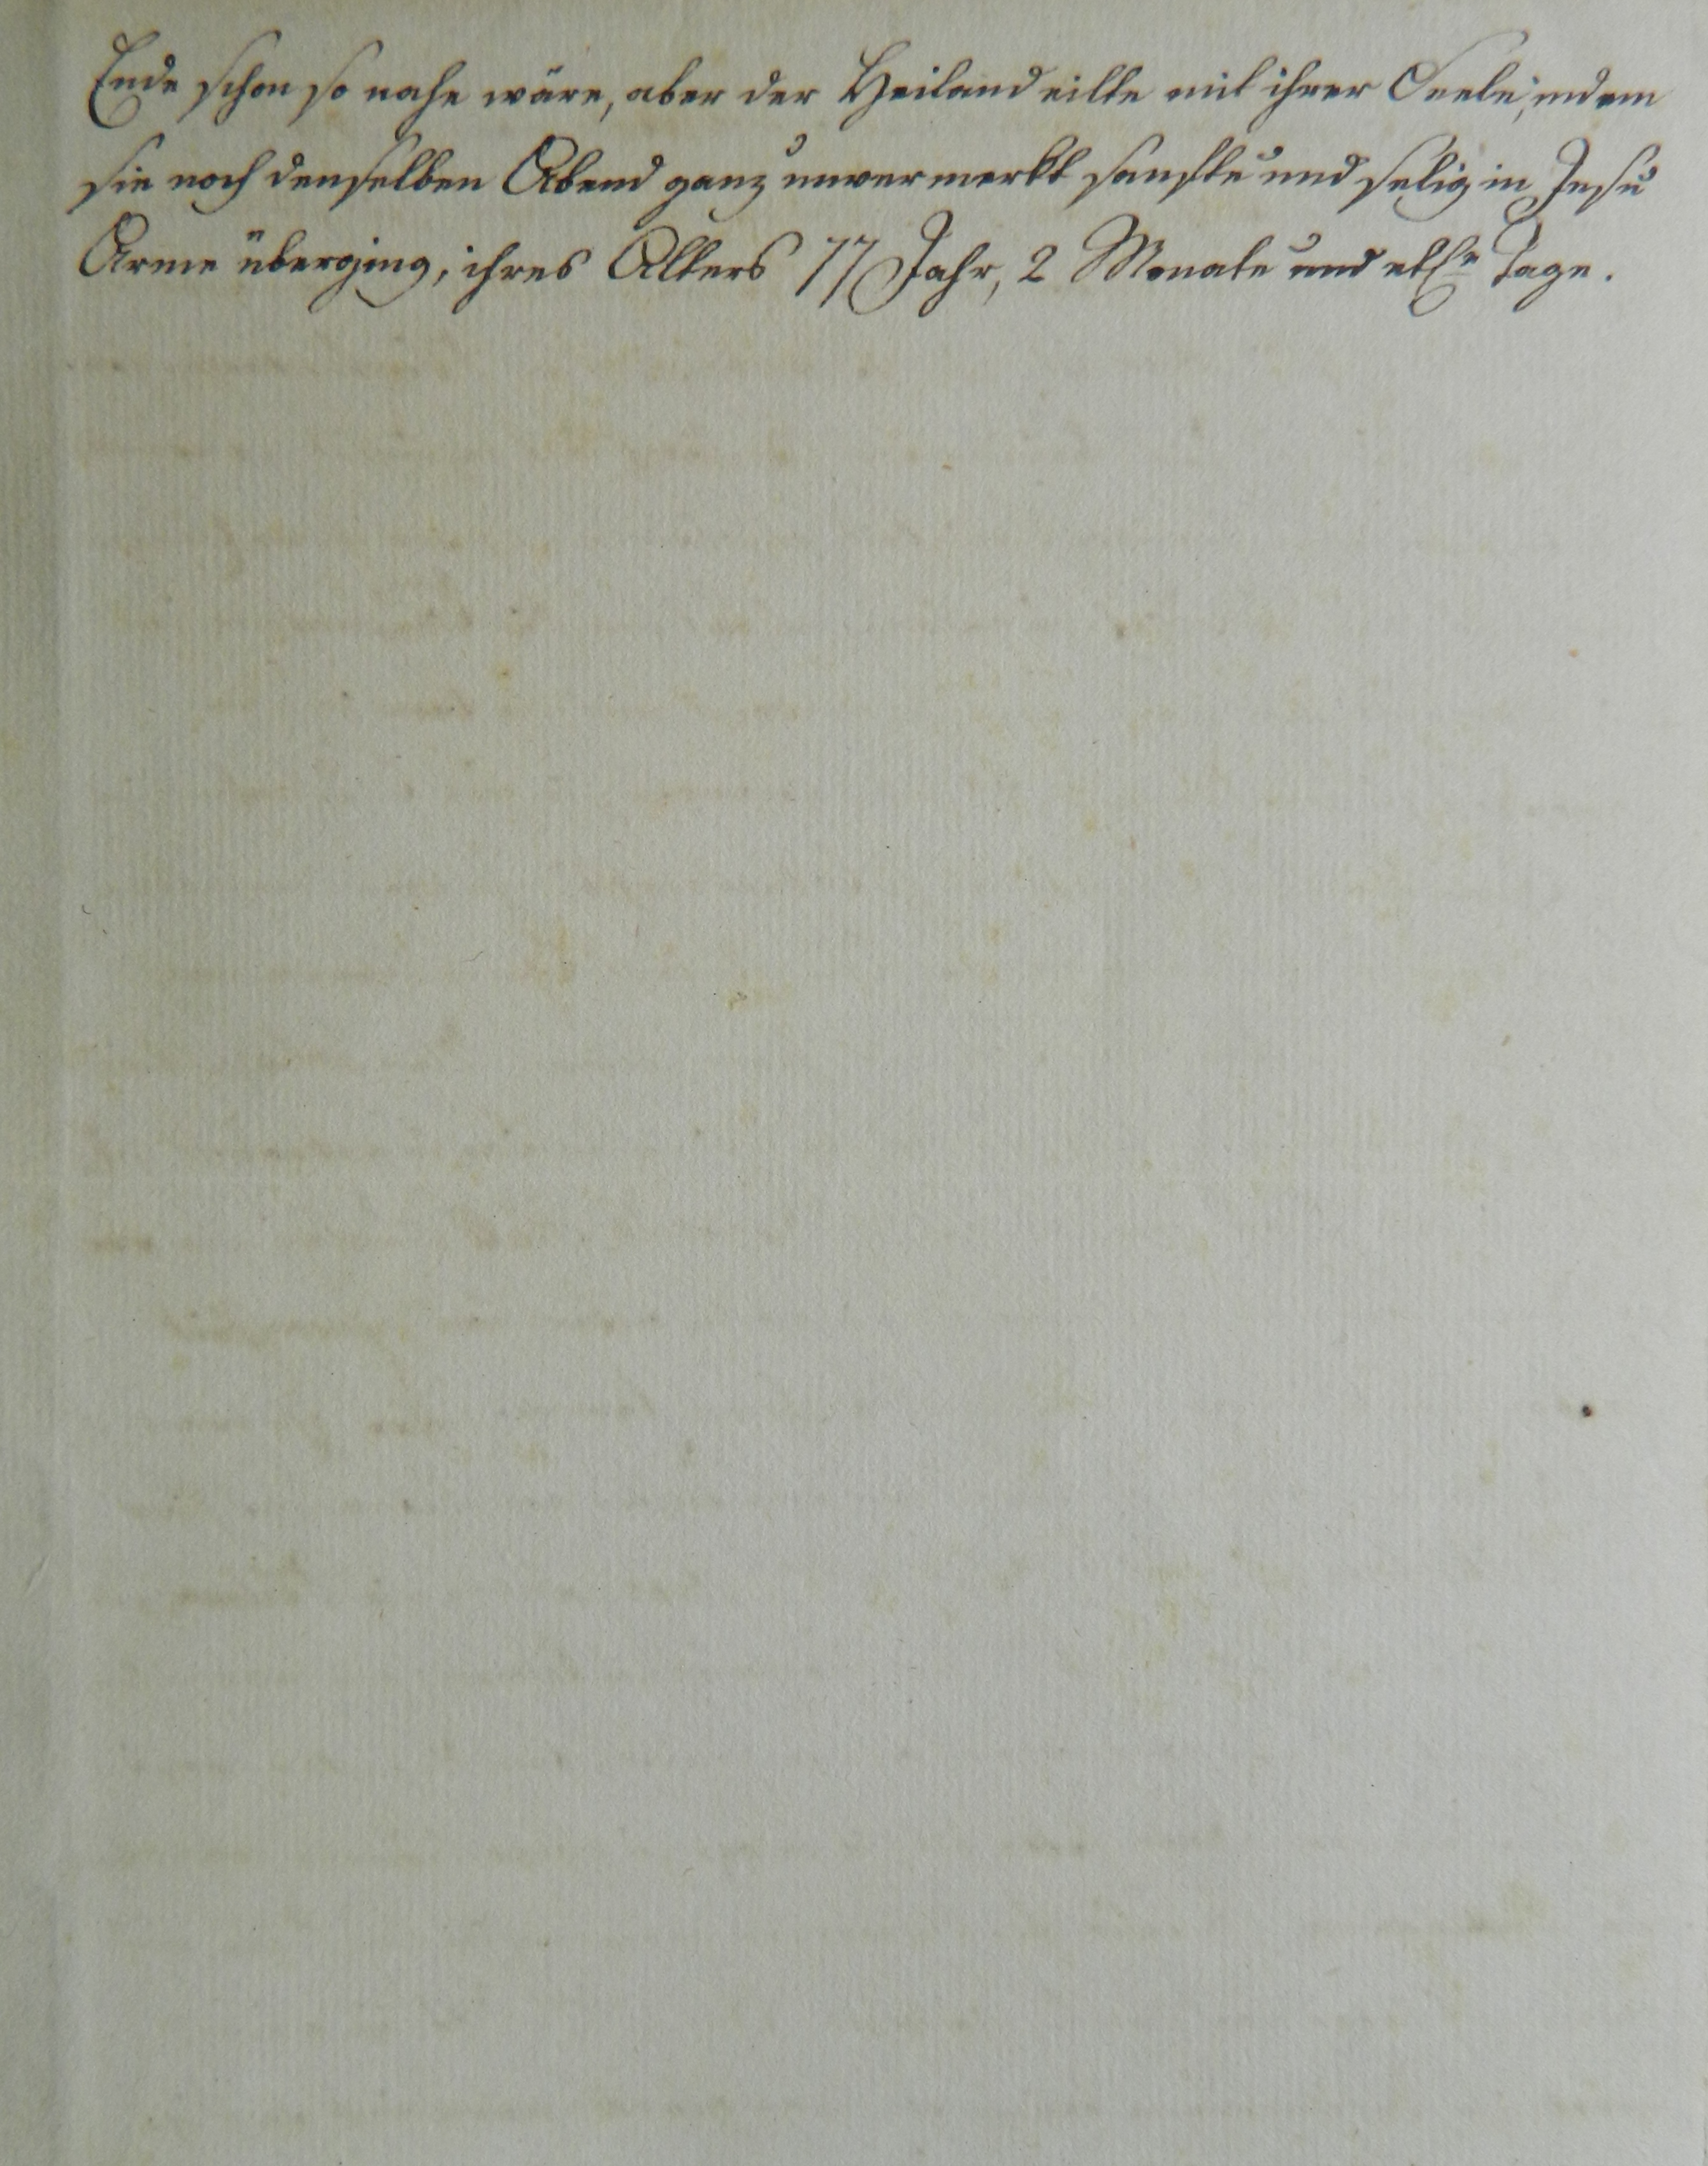 Ende schon so nahe wäre, aber der Heiland eilte mit ihrer Seele, indem
sie noch denselben Abend ganz unvermerkt sanfte und selig in Jesu
Arme überging, ihres Alters 77 Jahr, 2 Monate und etl. Tage.